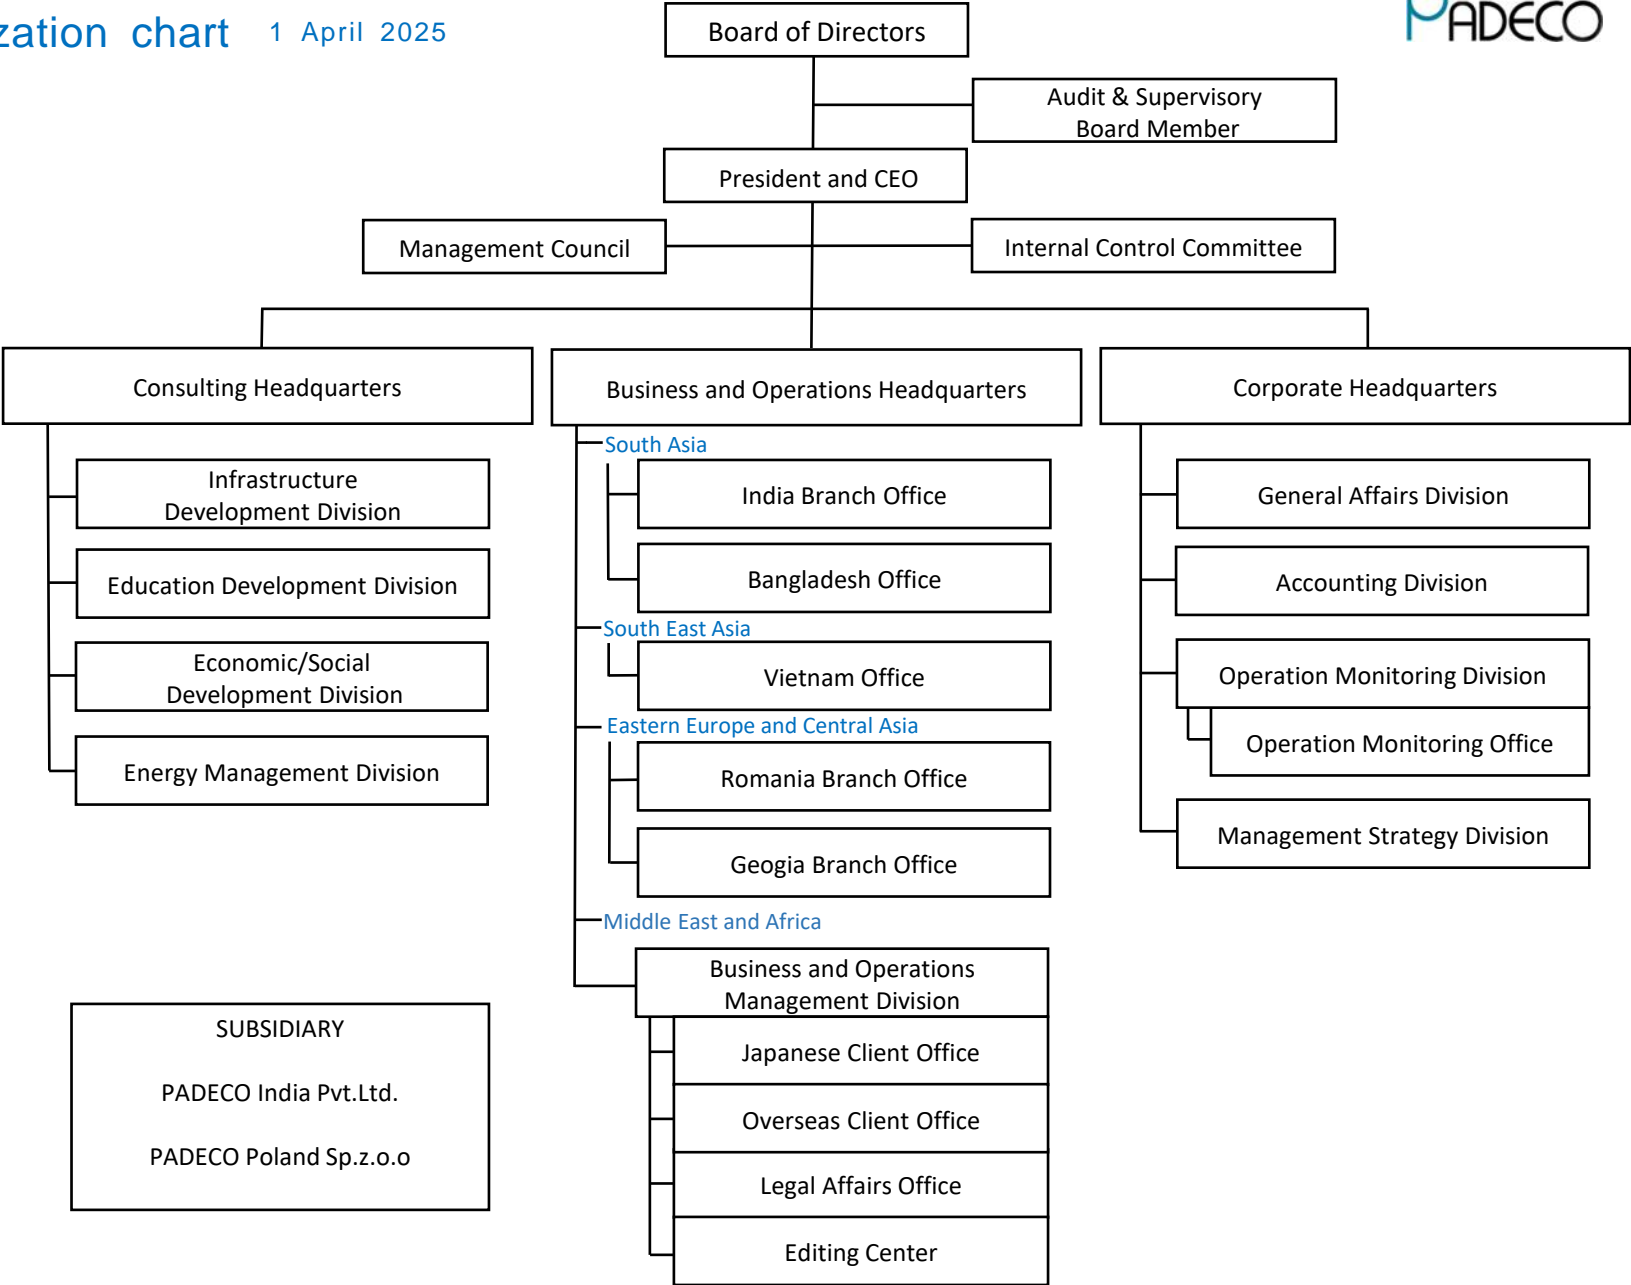 zation chart 1 April 2025
PADECO
Board of Directors
Audit & Supervisory
Board Member
President and CEO
Management Council
Internal Control Committee
Consulting Headquarters
Infrastructure
Development Division
Education Development Division
Economic/Social
Development Division
Energy Management Division
Business and Operations Headquarters
South Asia
India Branch Office
Bangladesh Office
South East Asia
Vietnam Office
Eastern Europe and Central Asia
Romania Branch Office
Geogia Branch Office
Middle East and Africa
Business and Operations
Management Division
Japanese Client Office
Overseas Client Office
Legal Affairs Office
Editing Center
Corporate Headquarters
General Affairs Division
Accounting Division
Operation Monitoring Division
Operation Monitoring Office
Management Strategy Division
SUBSIDIARY
PADECO India Pvt.Ltd.
PADECO Poland Sp.z.o.o